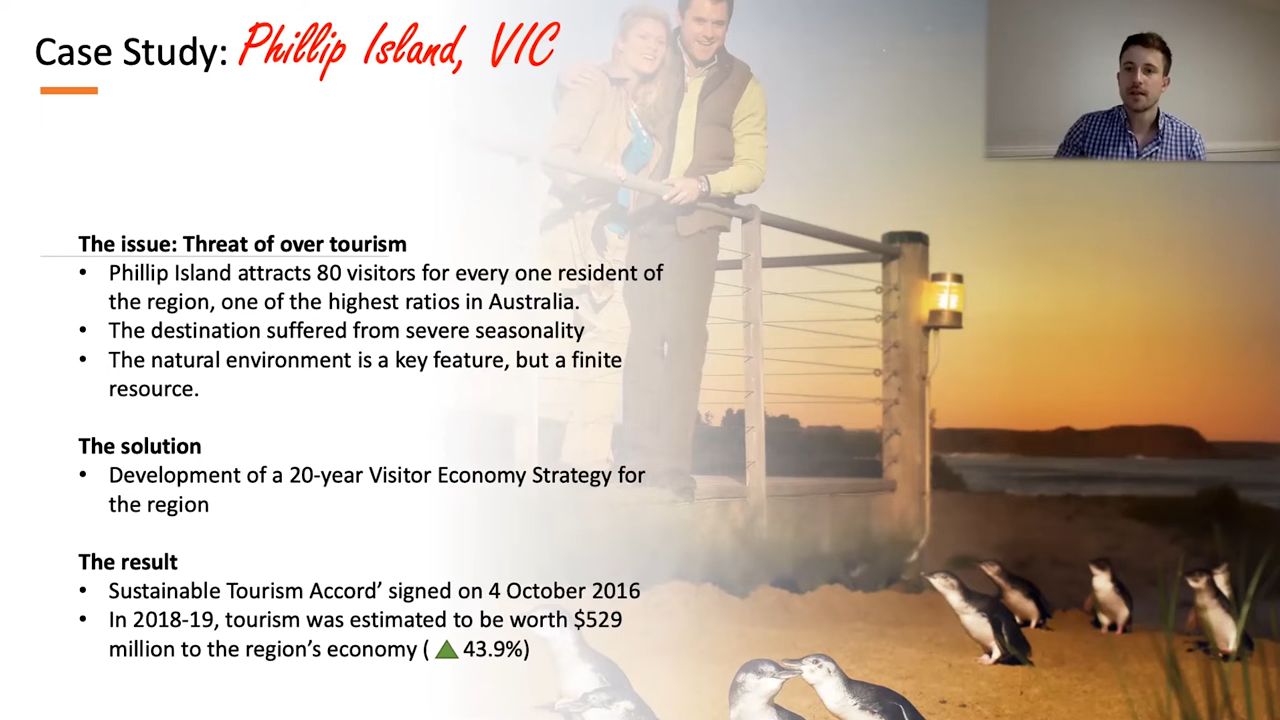 Case Study: Phillip Island, VIC
The issue: Threat of over tourism
• Phillip Island attracts 80 visitors for every one resident of
the region, one of the highest ratios in Australia.
• The destination suffered from severe seasonality
• The natural environment is a key feature, but a finite
resource.
The solution
• Development of a 20-year Visitor Economy Strategy for
the region
The result
• Sustainable Tourism Accord’ signed on 4 October 2016
• In 2018-19, tourism was estimated to be worth $529
million to the region’s economy ( ▲ 43.9%)